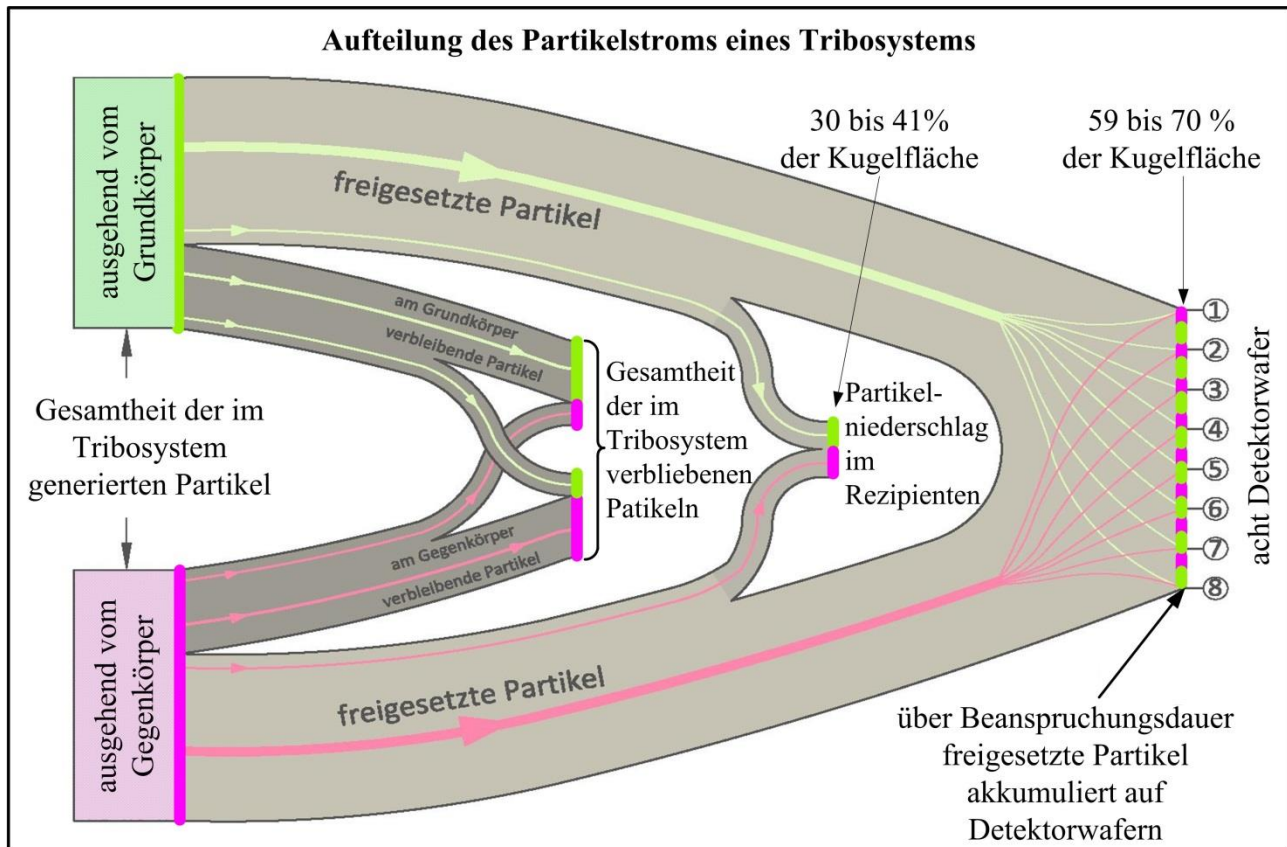 Aufteilung des Partikelstroms eines Tribosystems
ausgehend vom
Grundkörper
freigesetzte Partikel
30 bis 41%
der Kugelfläche
59 bis 70 %
der Kugelfläche
am Grundkörper
verbleibende Partikel
Gesamtheit der im
Tribosystem
generierten Partikel
Gesamtheit
der im
Tribosystem
verbliebenen
Patikeln
Partikel-
niederschlag
im
Rezipienten
①
②
③
④
⑤
⑥
⑦
⑧
acht Detektorwafer
am Gegenkörper
verbleibende Partikel
ausgehend vom
Gegenkörper
freigesetzte Partikel
über Beanspruchungsdauer
freigesetzte Partikel
akkumuliert auf
Detektorwafern